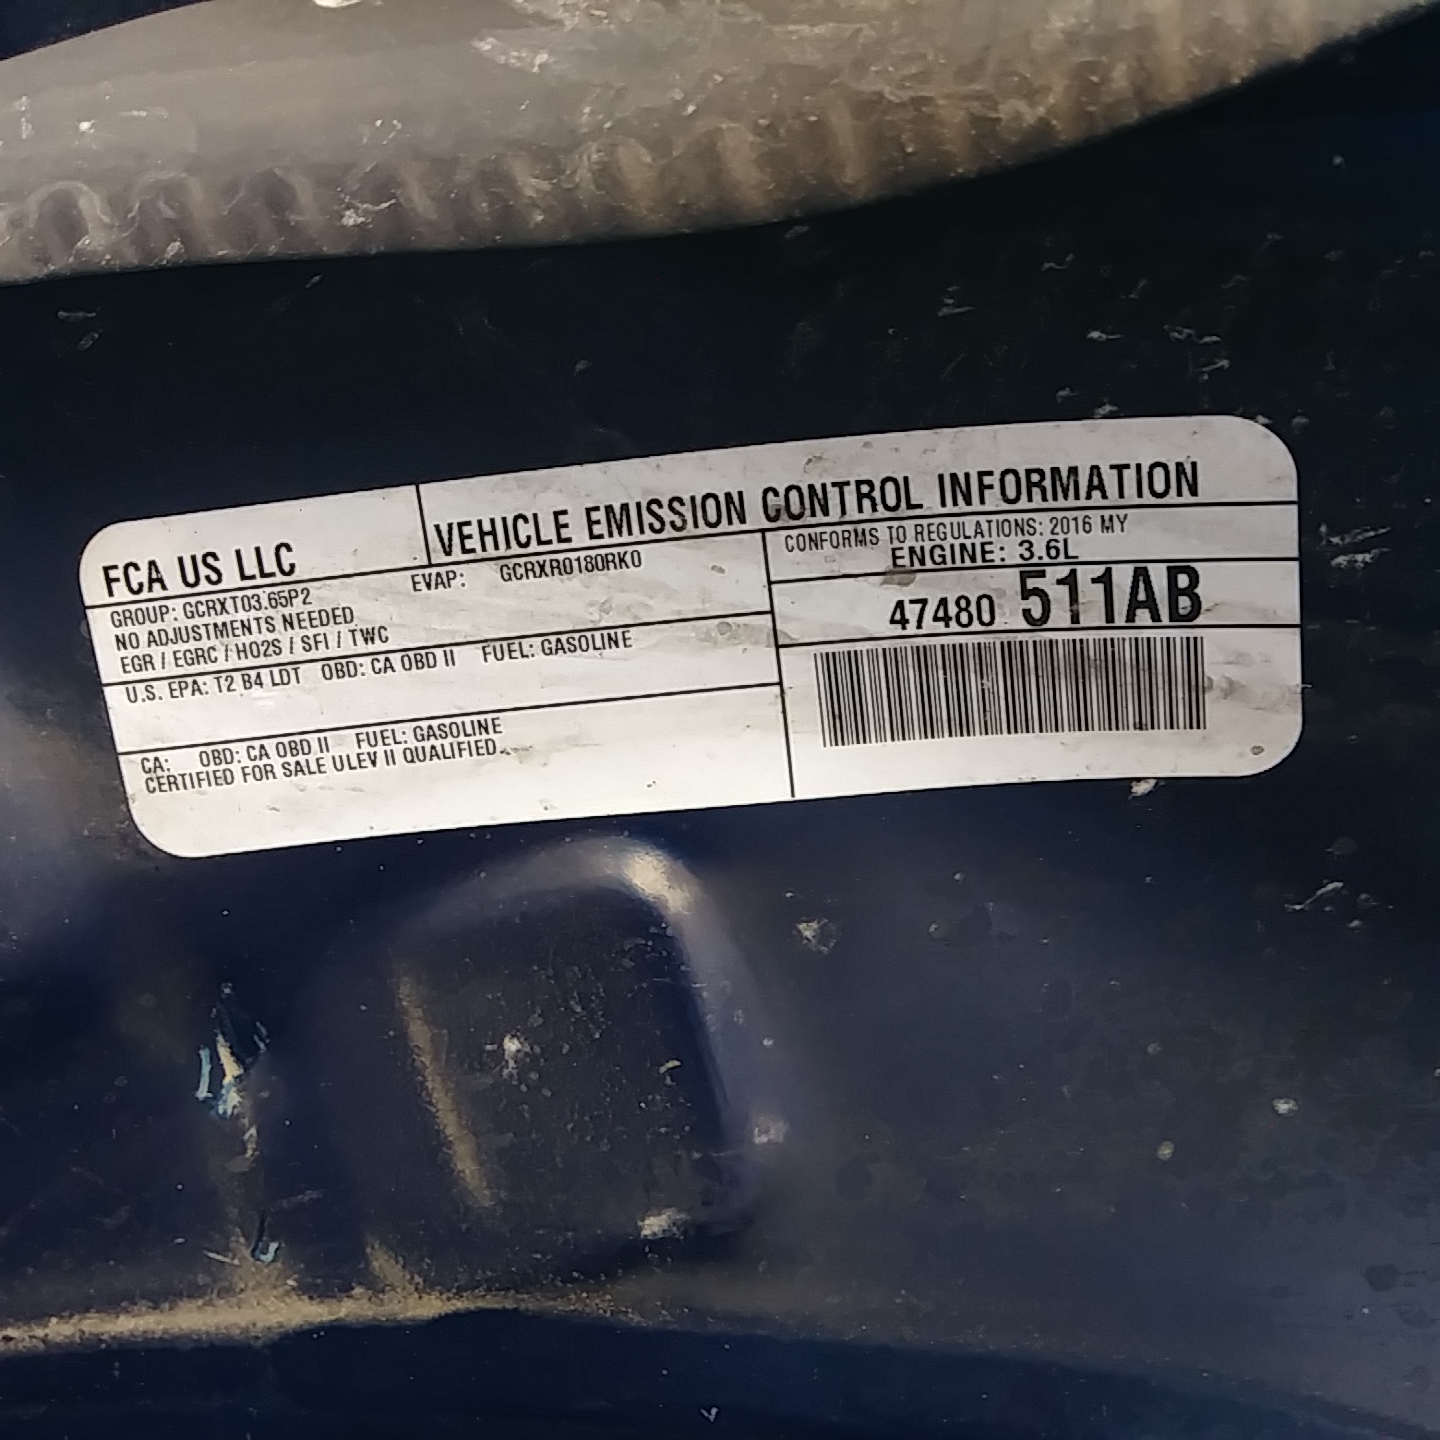 FCA US LLC
VEHICLE EMISSION CONTROL INFORMATION
GROUP: GCRXT03.65P2
EVAP: GCRXR0180RK0
NO ADJUSTMENTS NEEDED
EGR / EGRC / HO2S / SFI / TWC
U.S. EPA: T2 B4 LDT OBD: CA OBD II FUEL: GASOLINE
CA: OBD: CA OBD II FUEL: GASOLINE
CERTIFIED FOR SALE ULEV II QUALIFIED.
CONFORMS TO REGULATIONS: 2016 MY
ENGINE: 3.6L
47480 511AB